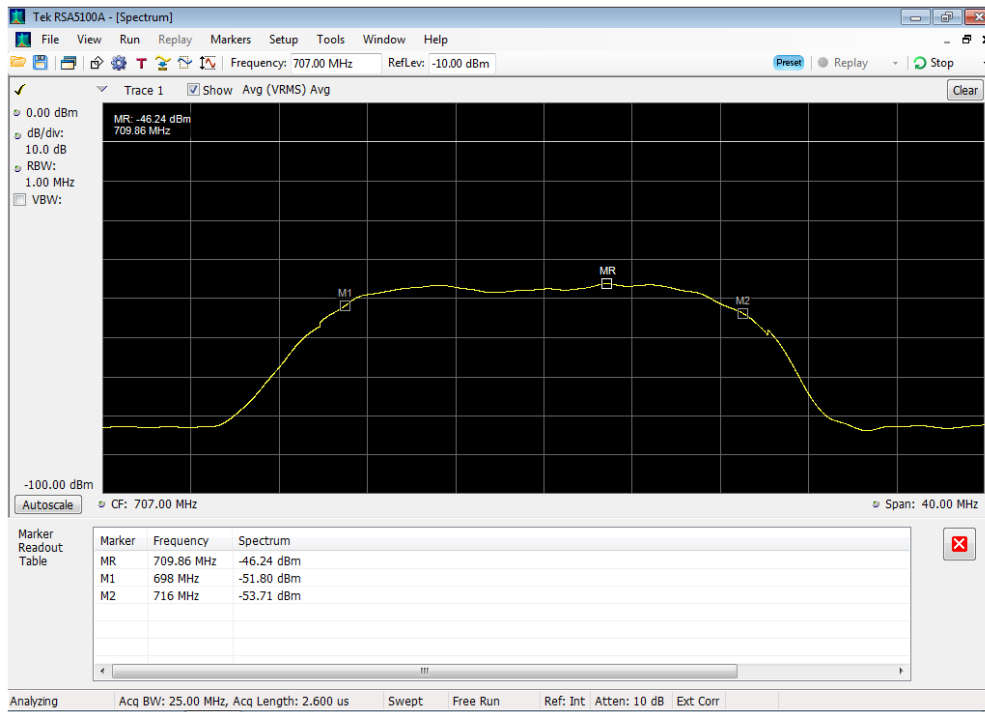 Tek RSA5100A - [Spectrum]
File View Run Replay Markers Setup Tools Window Help
T Frequency: 707.00 MHz RefLev: -10.00 dBm Preset Replay Stop
Trace 1 Show Avg (VRMS) Avg Clear
0.00 dBm
dB/div:
10.0 dB
RBW:
1.00 MHz
VBW:
MR: -46.24 dBm
709.86 MHz
MR
M1
M2
-100.00 dBm
Autoscale CF: 707.00 MHz Span: 40.00 MHz
Marker
Readout
Table
Marker Frequency Spectrum
MR 709.86 MHz -46.24 dBm
M1 698 MHz -51.80 dBm
M2 716 MHz -53.71 dBm
Analyzing Acq BW: 25.00 MHz, Acq Length: 2.600 us Swept Free Run Ref: Int Atten: 10 dB Ext Corr